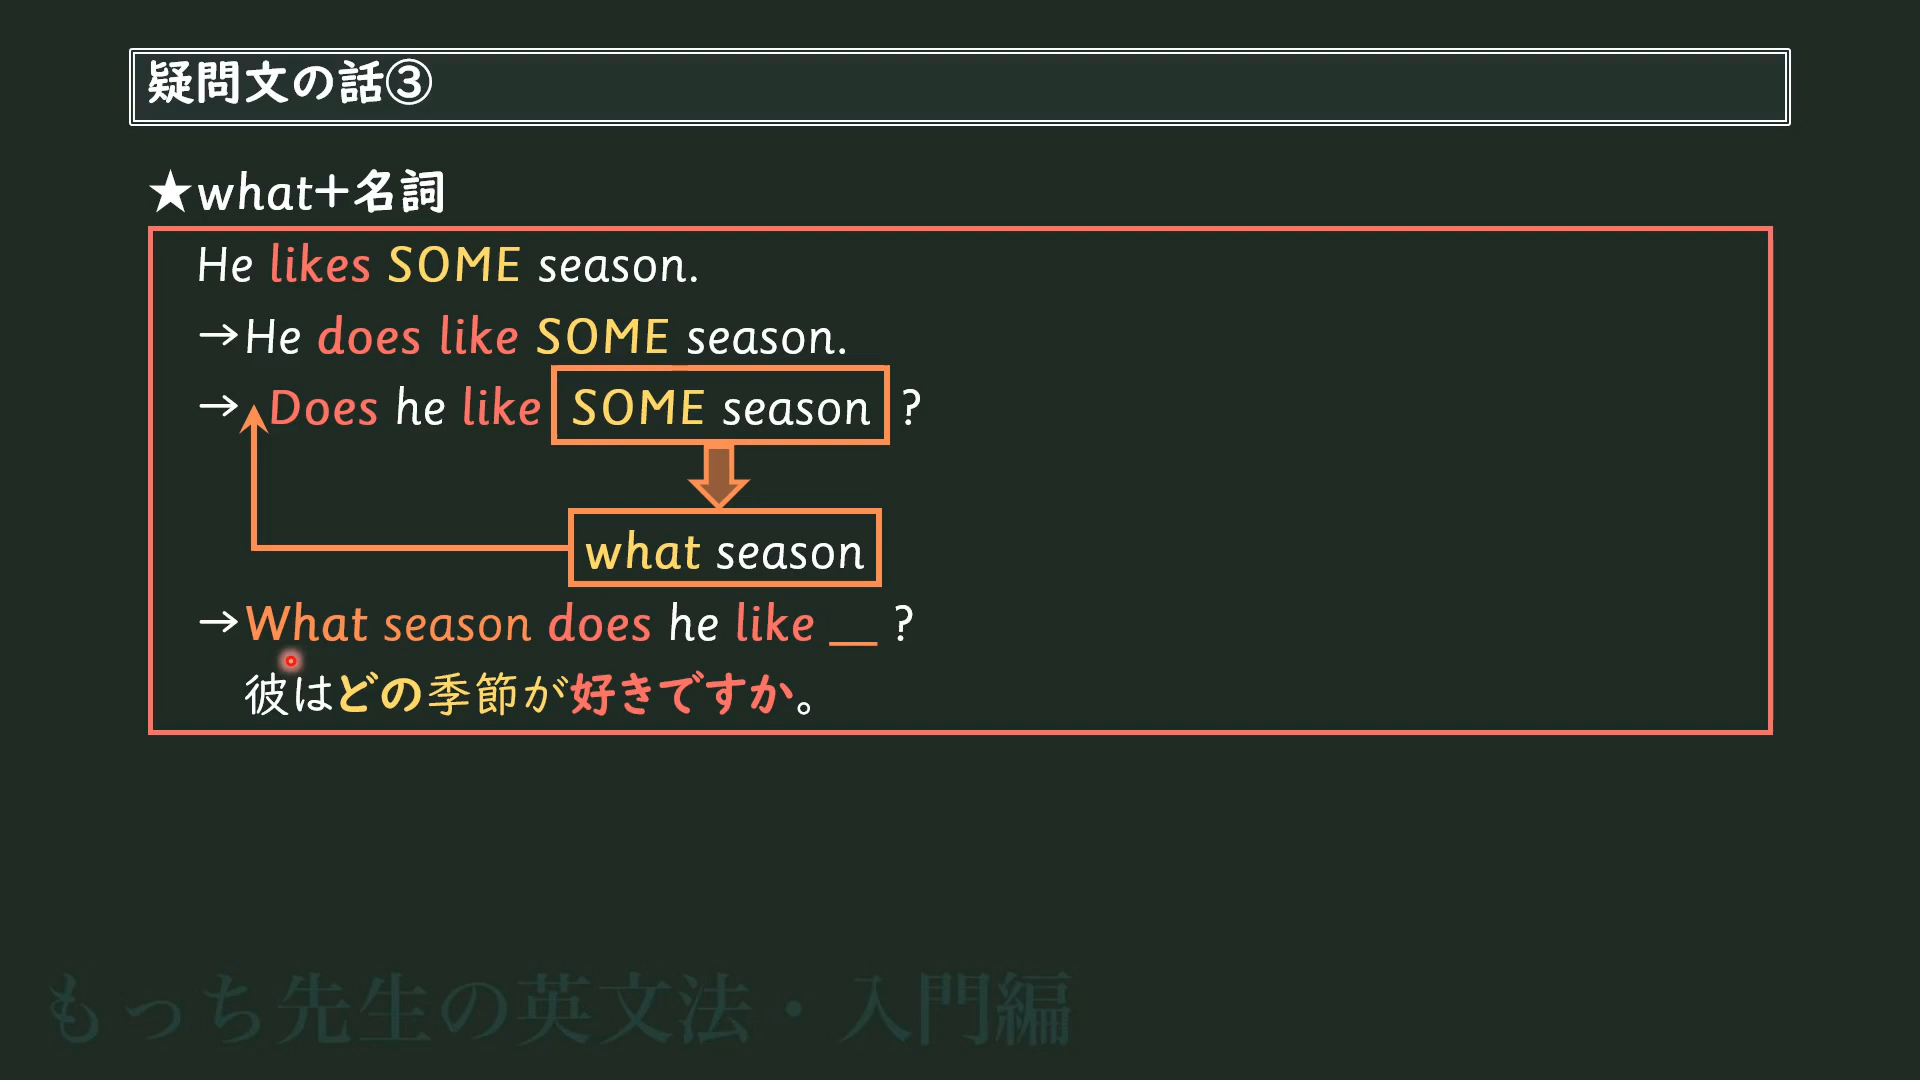 疑問文の話③
★what+名詞
He likes SOME season.
→He does like SOME season.
→ Does he like SOME season ?
what season
→What season does he like __ ?
彼はどの季節が好きですか。
もっち先生の英文法・入門編